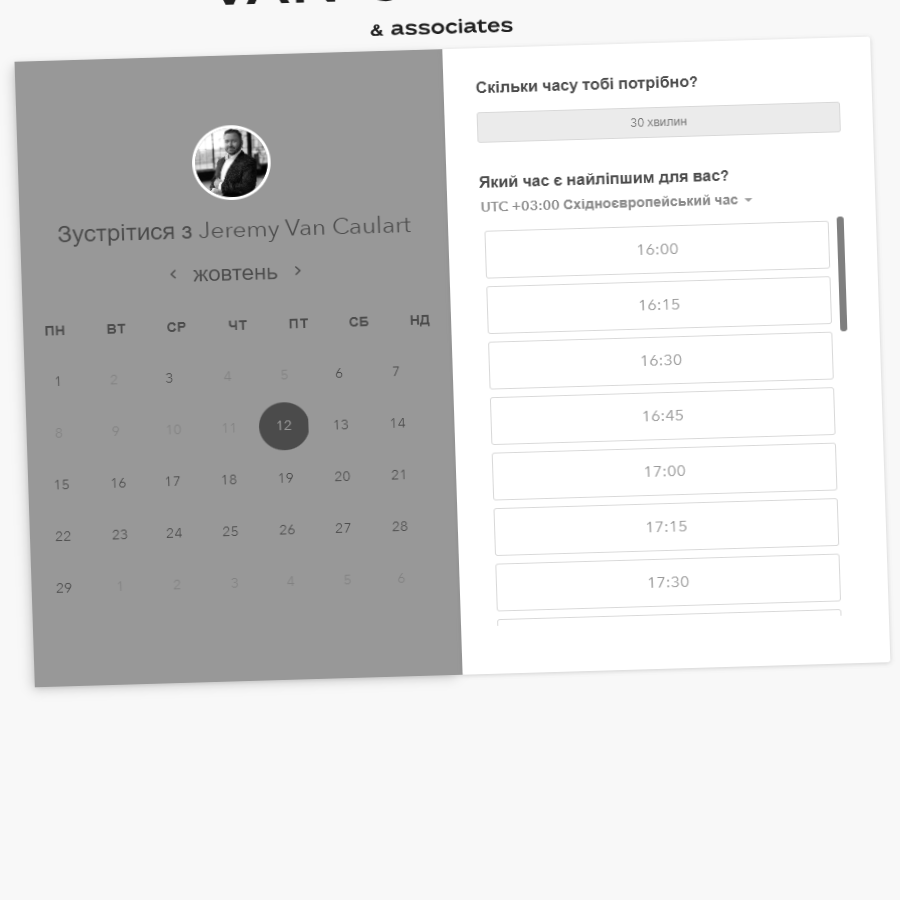 & associates
Зустрітися з Jeremy Van Caulart
жовтень
ПН ВТ СР ЧТ ПТ СБ НД
1 2 3 4 5 6 7
8 9 10 11 12 13 14
15 16 17 18 19 20 21
22 23 24 25 26 27 28
29 1 2 3 4 5 6
Скільки часу тобі потрібно?
30 хвилин
Який час є найліпшим для вас?
UTC +03:00 Східноєвропейський час
16:00
16:15
16:30
16:45
17:00
17:15
17:30